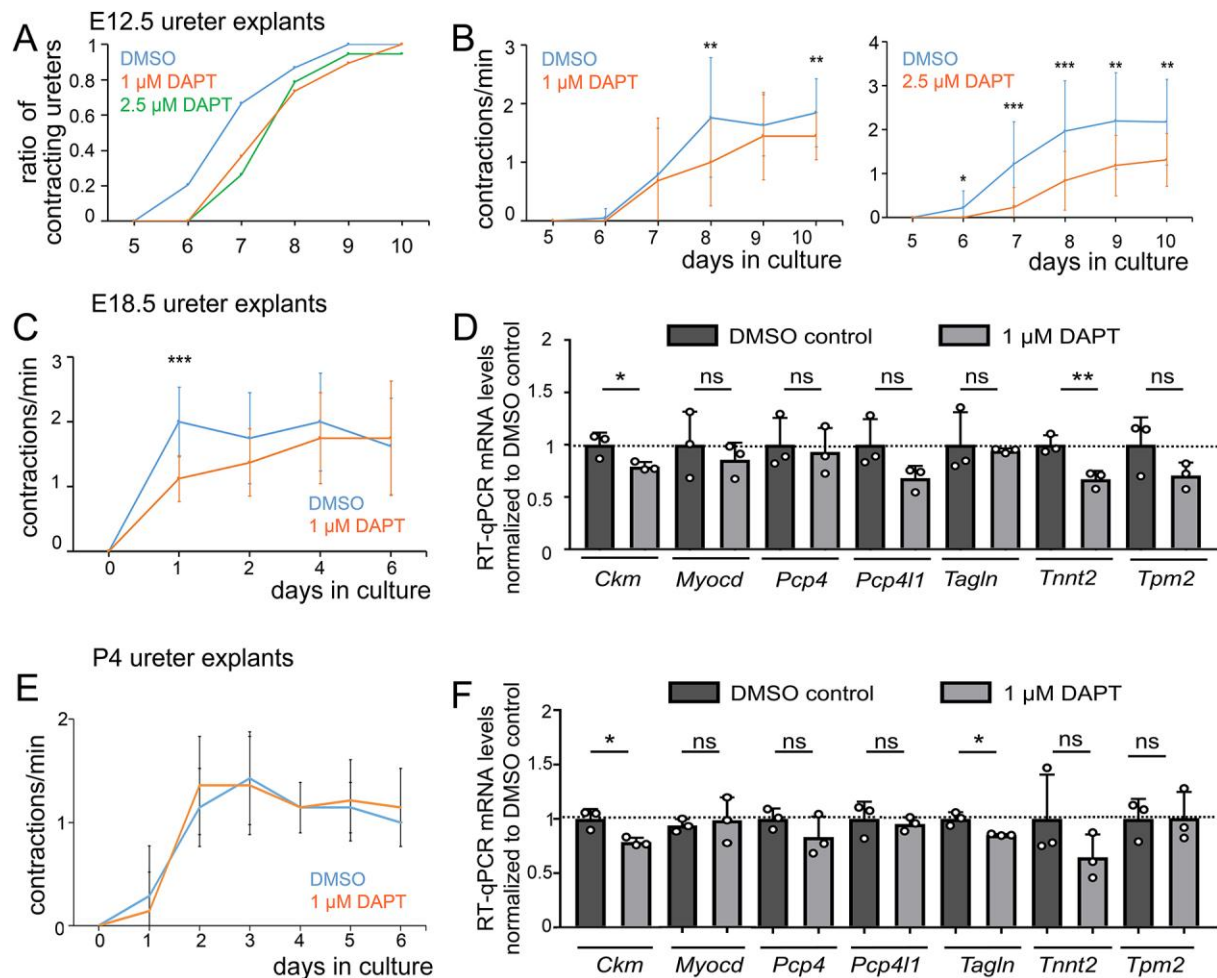 A
E12.5 ureter explants
DMSO
1 µM DAPT
2.5 µM DAPT
ratio of
contracting ureters
1
0.8
0.6
0.4
0.2
0
5 6 7 8 9 10
days in culture
B
DMSO
1 µM DAPT
** **
contractions/min
3
2
1
0
5 6 7 8 9 10
days in culture
DMSO
2.5 µM DAPT
* *** *** ** **
4
3
2
1
0
5 6 7 8 9 10
days in culture
C
E18.5 ureter explants
***
contractions/min
3
2
1
0
DMSO
1 µM DAPT
0 1 2 4 6
days in culture
D
DMSO control 1 µM DAPT
RT-qPCR mRNA levels
normalized to DMSO control
* ns ns ns ns ** ns
2
1.5
1
0.5
0
Ckm Myocd Pcp4 Pcp4l1 Tagln Tnnt2 Tpm2
E
P4 ureter explants
contractions/min
2
1
0
DMSO
1 µM DAPT
0 1 2 3 4 5 6
days in culture
F
DMSO control 1 µM DAPT
RT-qPCR mRNA levels
normalized to DMSO control
* ns ns ns * ns ns
2
1.5
1
0.5
0
Ckm Myocd Pcp4 Pcp4l1 Tagln Tnnt2 Tpm2